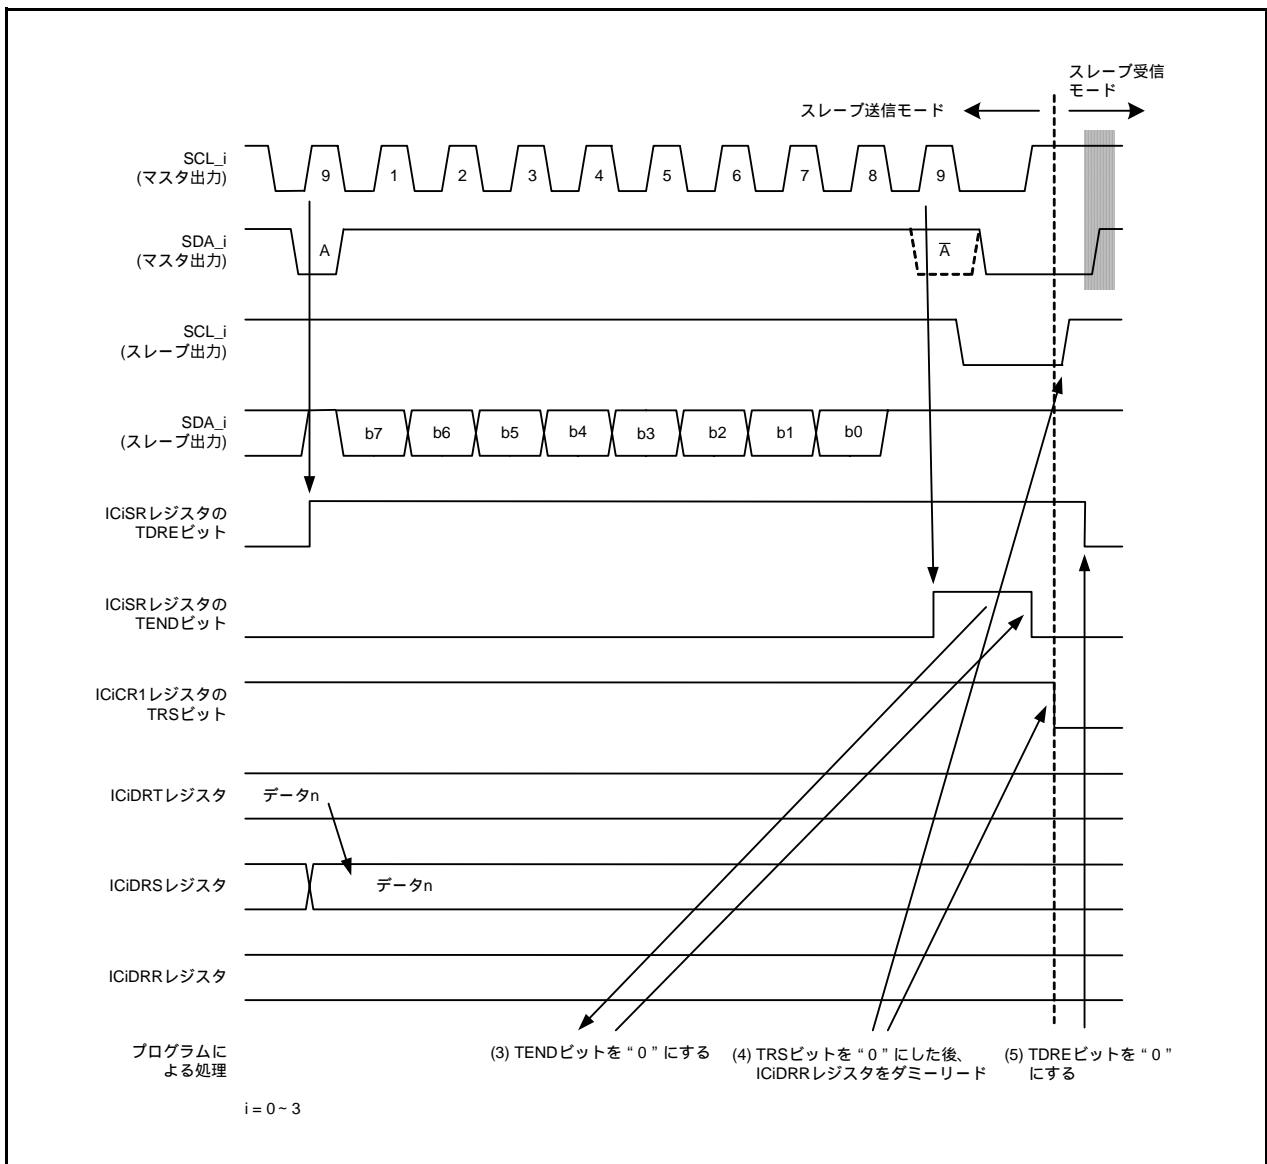 スレーブ受信
モード
スレーブ送信モード
SCL_i
(マスタ出力)
9 1 2 3 4 5 6 7 8 9
SDA_i
(マスタ出力)
A A̅
SCL_i
(スレーブ出力)
SDA_i
(スレーブ出力)
b7 b6 b5 b4 b3 b2 b1 b0
ICiSRレジスタの
TDREビット
ICiSRレジスタの
TENDビット
ICiCR1レジスタの
TRSビット
ICiDRTレジスタ データn
ICiDRSレジスタ データn
ICiDRRレジスタ
プログラムに
よる処理
(3) TENDビットを“0”にする
(4) TRSビットを“0”にした後、
ICiDRRレジスタをダミーリード
(5) TDREビットを“0”
にする
i = 0 ~ 3